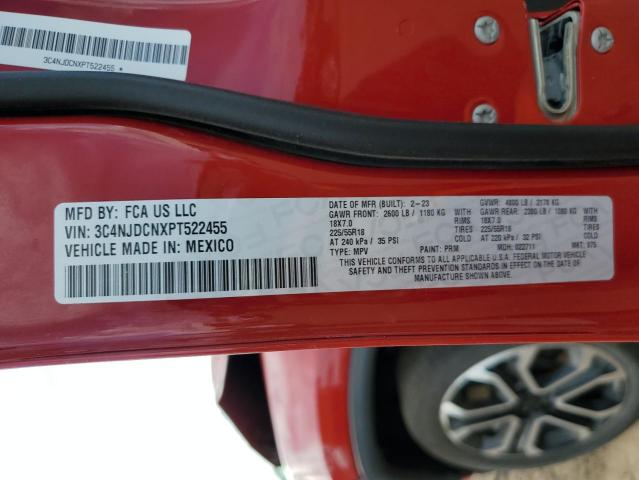 3C4NJDCNXPT522455 *
MFD BY: FCA US LLC
VIN: 3C4NJDCNXPT522455
VEHICLE MADE IN: MEXICO
DATE OF MFR (BUILT): 2-23
GVWR: 4800 LB / 2178 KG
GAWR FRONT: 2600 LB / 1180 KG WITH
GAWR REAR: 2380 LB / 1080 KG WITH
18X7.0 RIMS
18X7.0 RIMS
225/55R18 TIRES
225/55R18 TIRES
AT 240 kPa / 35 PSI COLD
AT 220 kPa / 32 PSI COLD
TYPE: MPV PAINT: PRM MDH: 022711 MKT: 075
THIS VEHICLE CONFORMS TO ALL APPLICABLE U.S.A. FEDERAL MOTOR VEHICLE
SAFETY AND THEFT PREVENTION STANDARDS IN EFFECT ON THE DATE OF
MANUFACTURE SHOWN ABOVE.